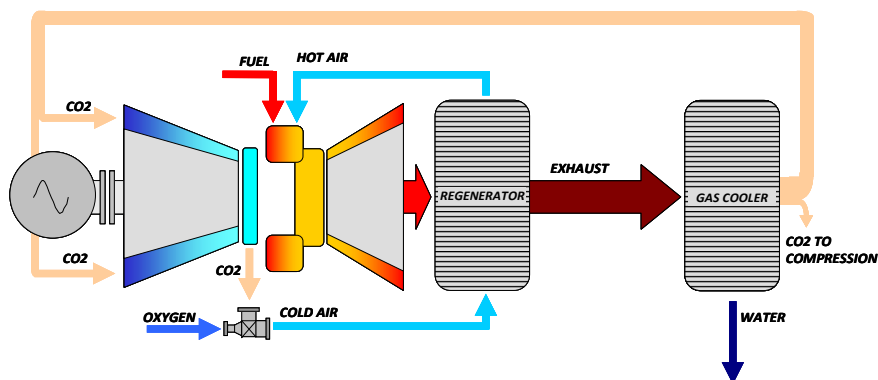 FUEL
HOT AIR
CO2
EXHAUST
REGENERATOR
GAS COOLER
CO2 TO
COMPRESSION
CO2
CO2
OXYGEN
COLD AIR
WATER